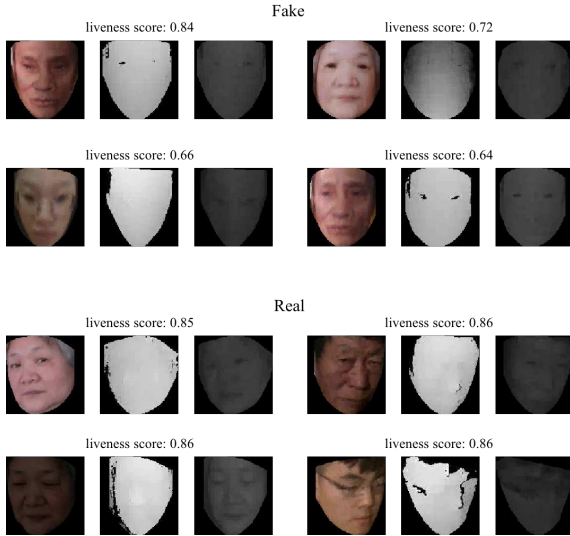 Fake
liveness score: 0.84
liveness score: 0.72
liveness score: 0.66
liveness score: 0.64
Real
liveness score: 0.85
liveness score: 0.86
liveness score: 0.86
liveness score: 0.86